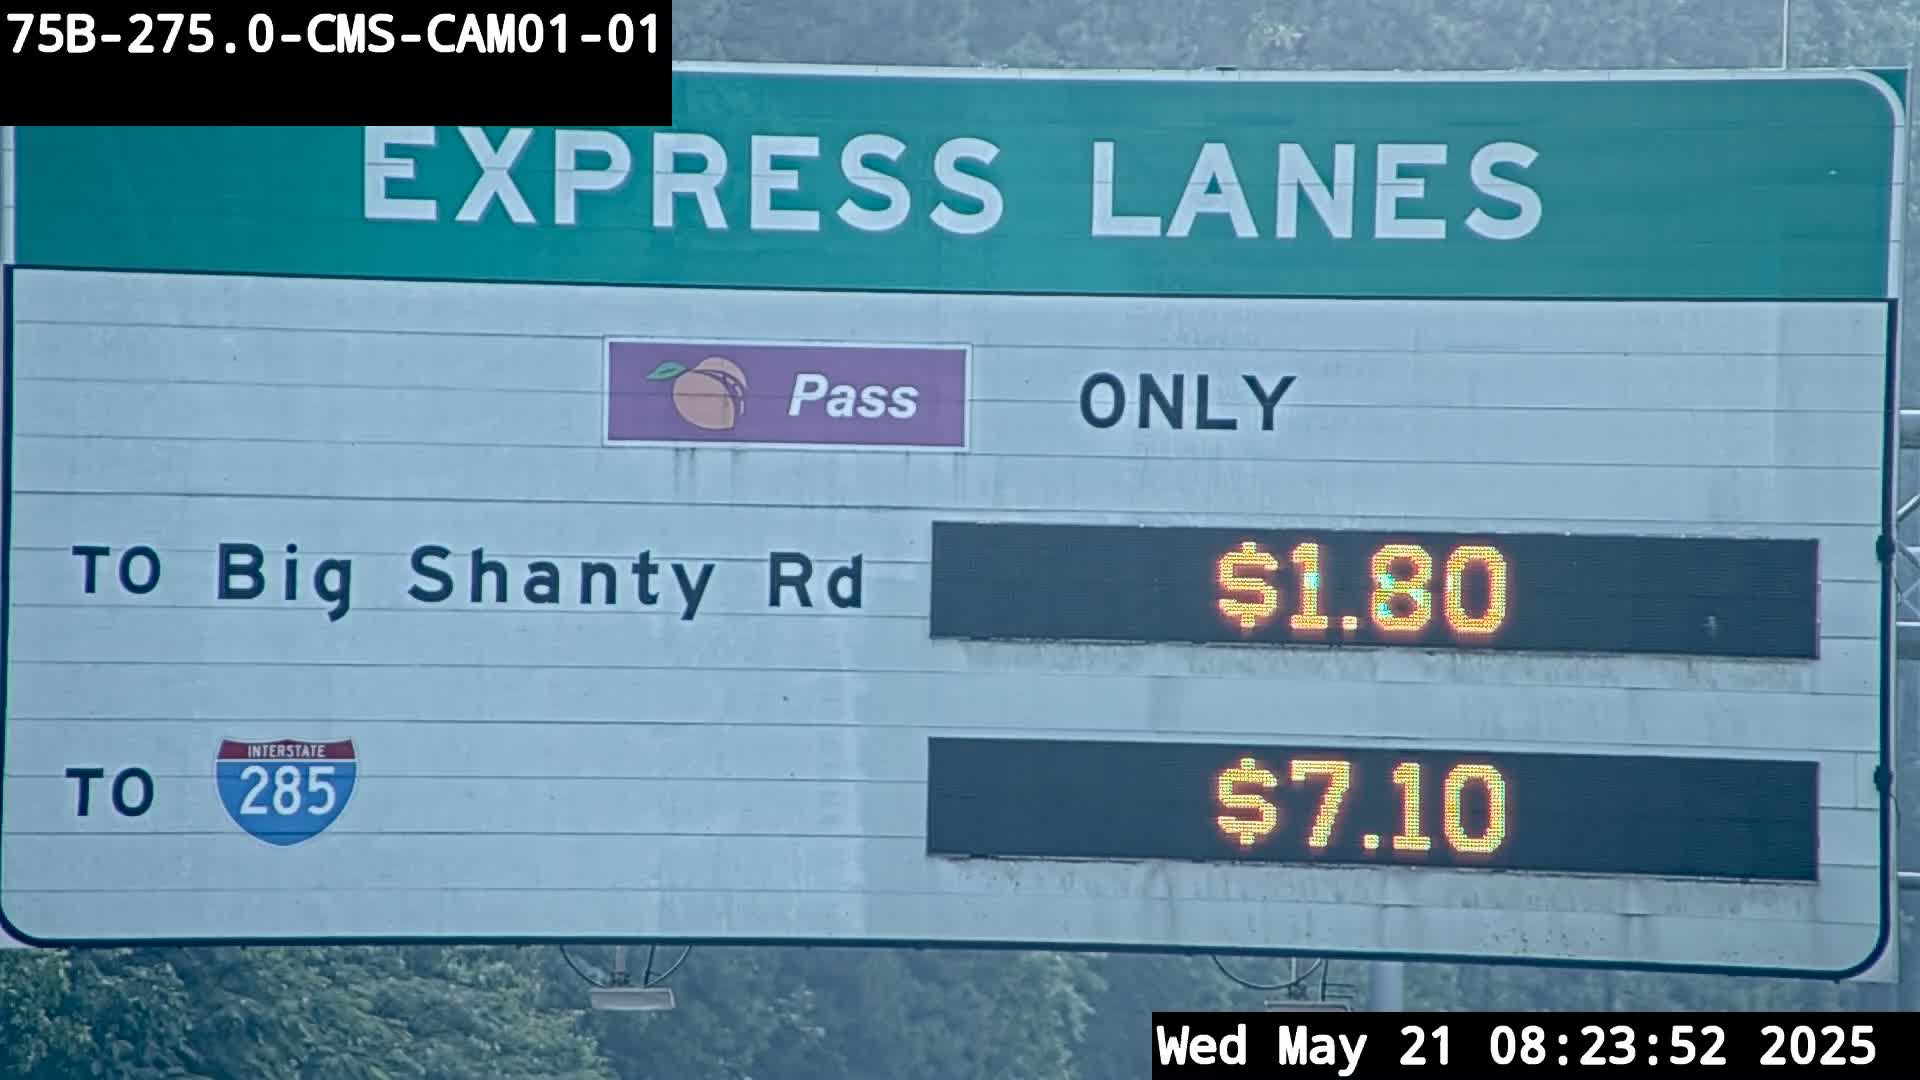 75B-275.0-CMS-CAM01-01
EXPRESS LANES
Pass ONLY
TO Big Shanty Rd $1.80
INTERSTATE
TO 285 $7.10
Wed May 21 08:23:52 2025